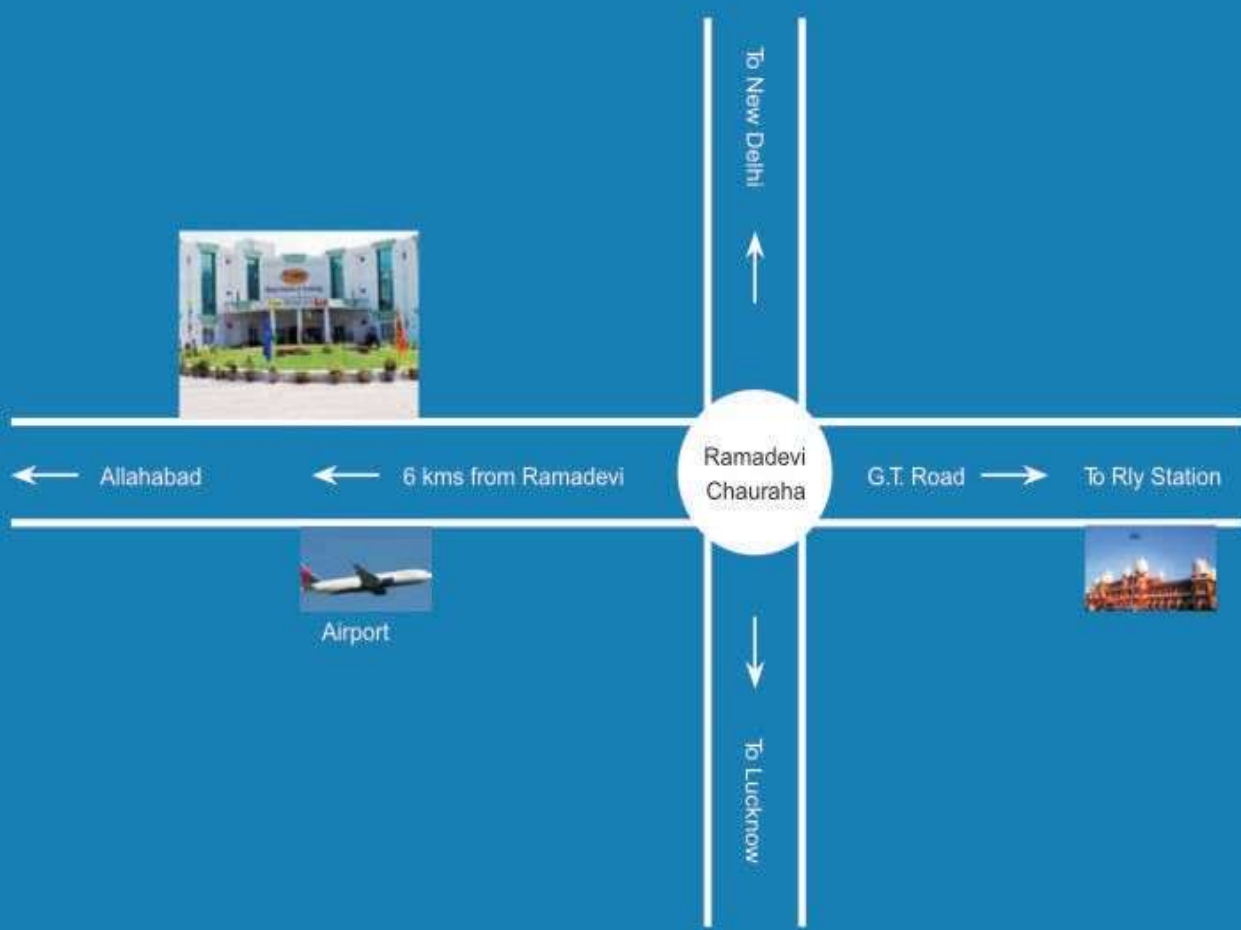 To New Delhi
Allahabad
6 kms from Ramadevi
Ramadevi
Chauraha
G.T. Road
To Rly Station
Airport
To Lucknow